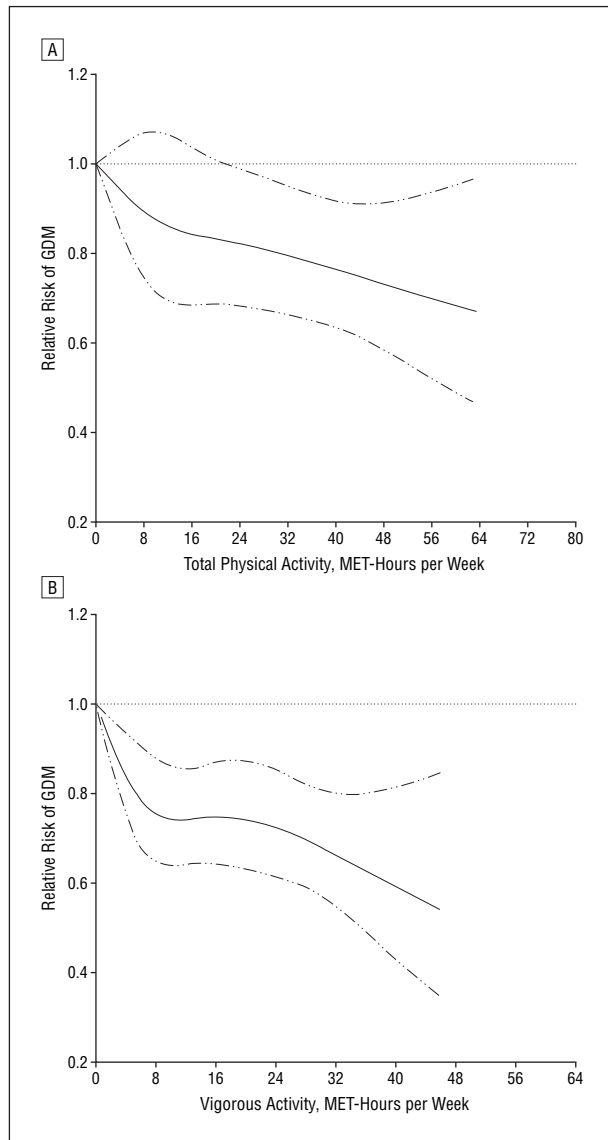 A
1.2
1.0
0.8
0.6
0.4
0.2
Relative Risk of GDM
0 8 16 24 32 40 48 56 64 72 80
Total Physical Activity, MET-Hours per Week
B
1.2
1.0
0.8
0.6
0.4
0.2
Relative Risk of GDM
0 8 16 24 32 40 48 56 64
Vigorous Activity, MET-Hours per Week